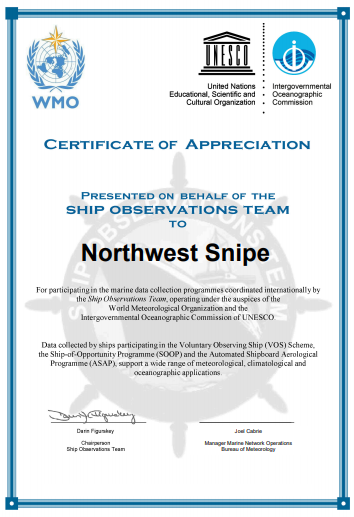 WMO
UNESCO
United Nations
Educational, Scientific and
Cultural Organization
Intergovernmental
Oceanographic
Commission
CERTIFICATE OF APPRECIATION
PRESENTED ON BEHALF OF THE
SHIP OBSERVATIONS TEAM
TO
Northwest Snipe
For participating in the marine data collection programmes coordinated internationally by
the Ship Observations Team, operating under the auspices of the
World Meteorological Organization and the
Intergovernmental Oceanographic Commission of UNESCO.
Data collected by ships participating in the Voluntary Observing Ship (VOS) Scheme,
the Ship-of-Opportunity Programme (SOOP) and the Automated Shipboard Aerological
Programme (ASAP), support a wide range of meteorological, climatological and
oceanographic applications.
Darin Figurskey
Darin Figurskey
Chairperson
Ship Observations Team
Joel Cabrie
Manager Marine Network Operations
Bureau of Meteorology
SHIP OBSERVATIONS TEAM